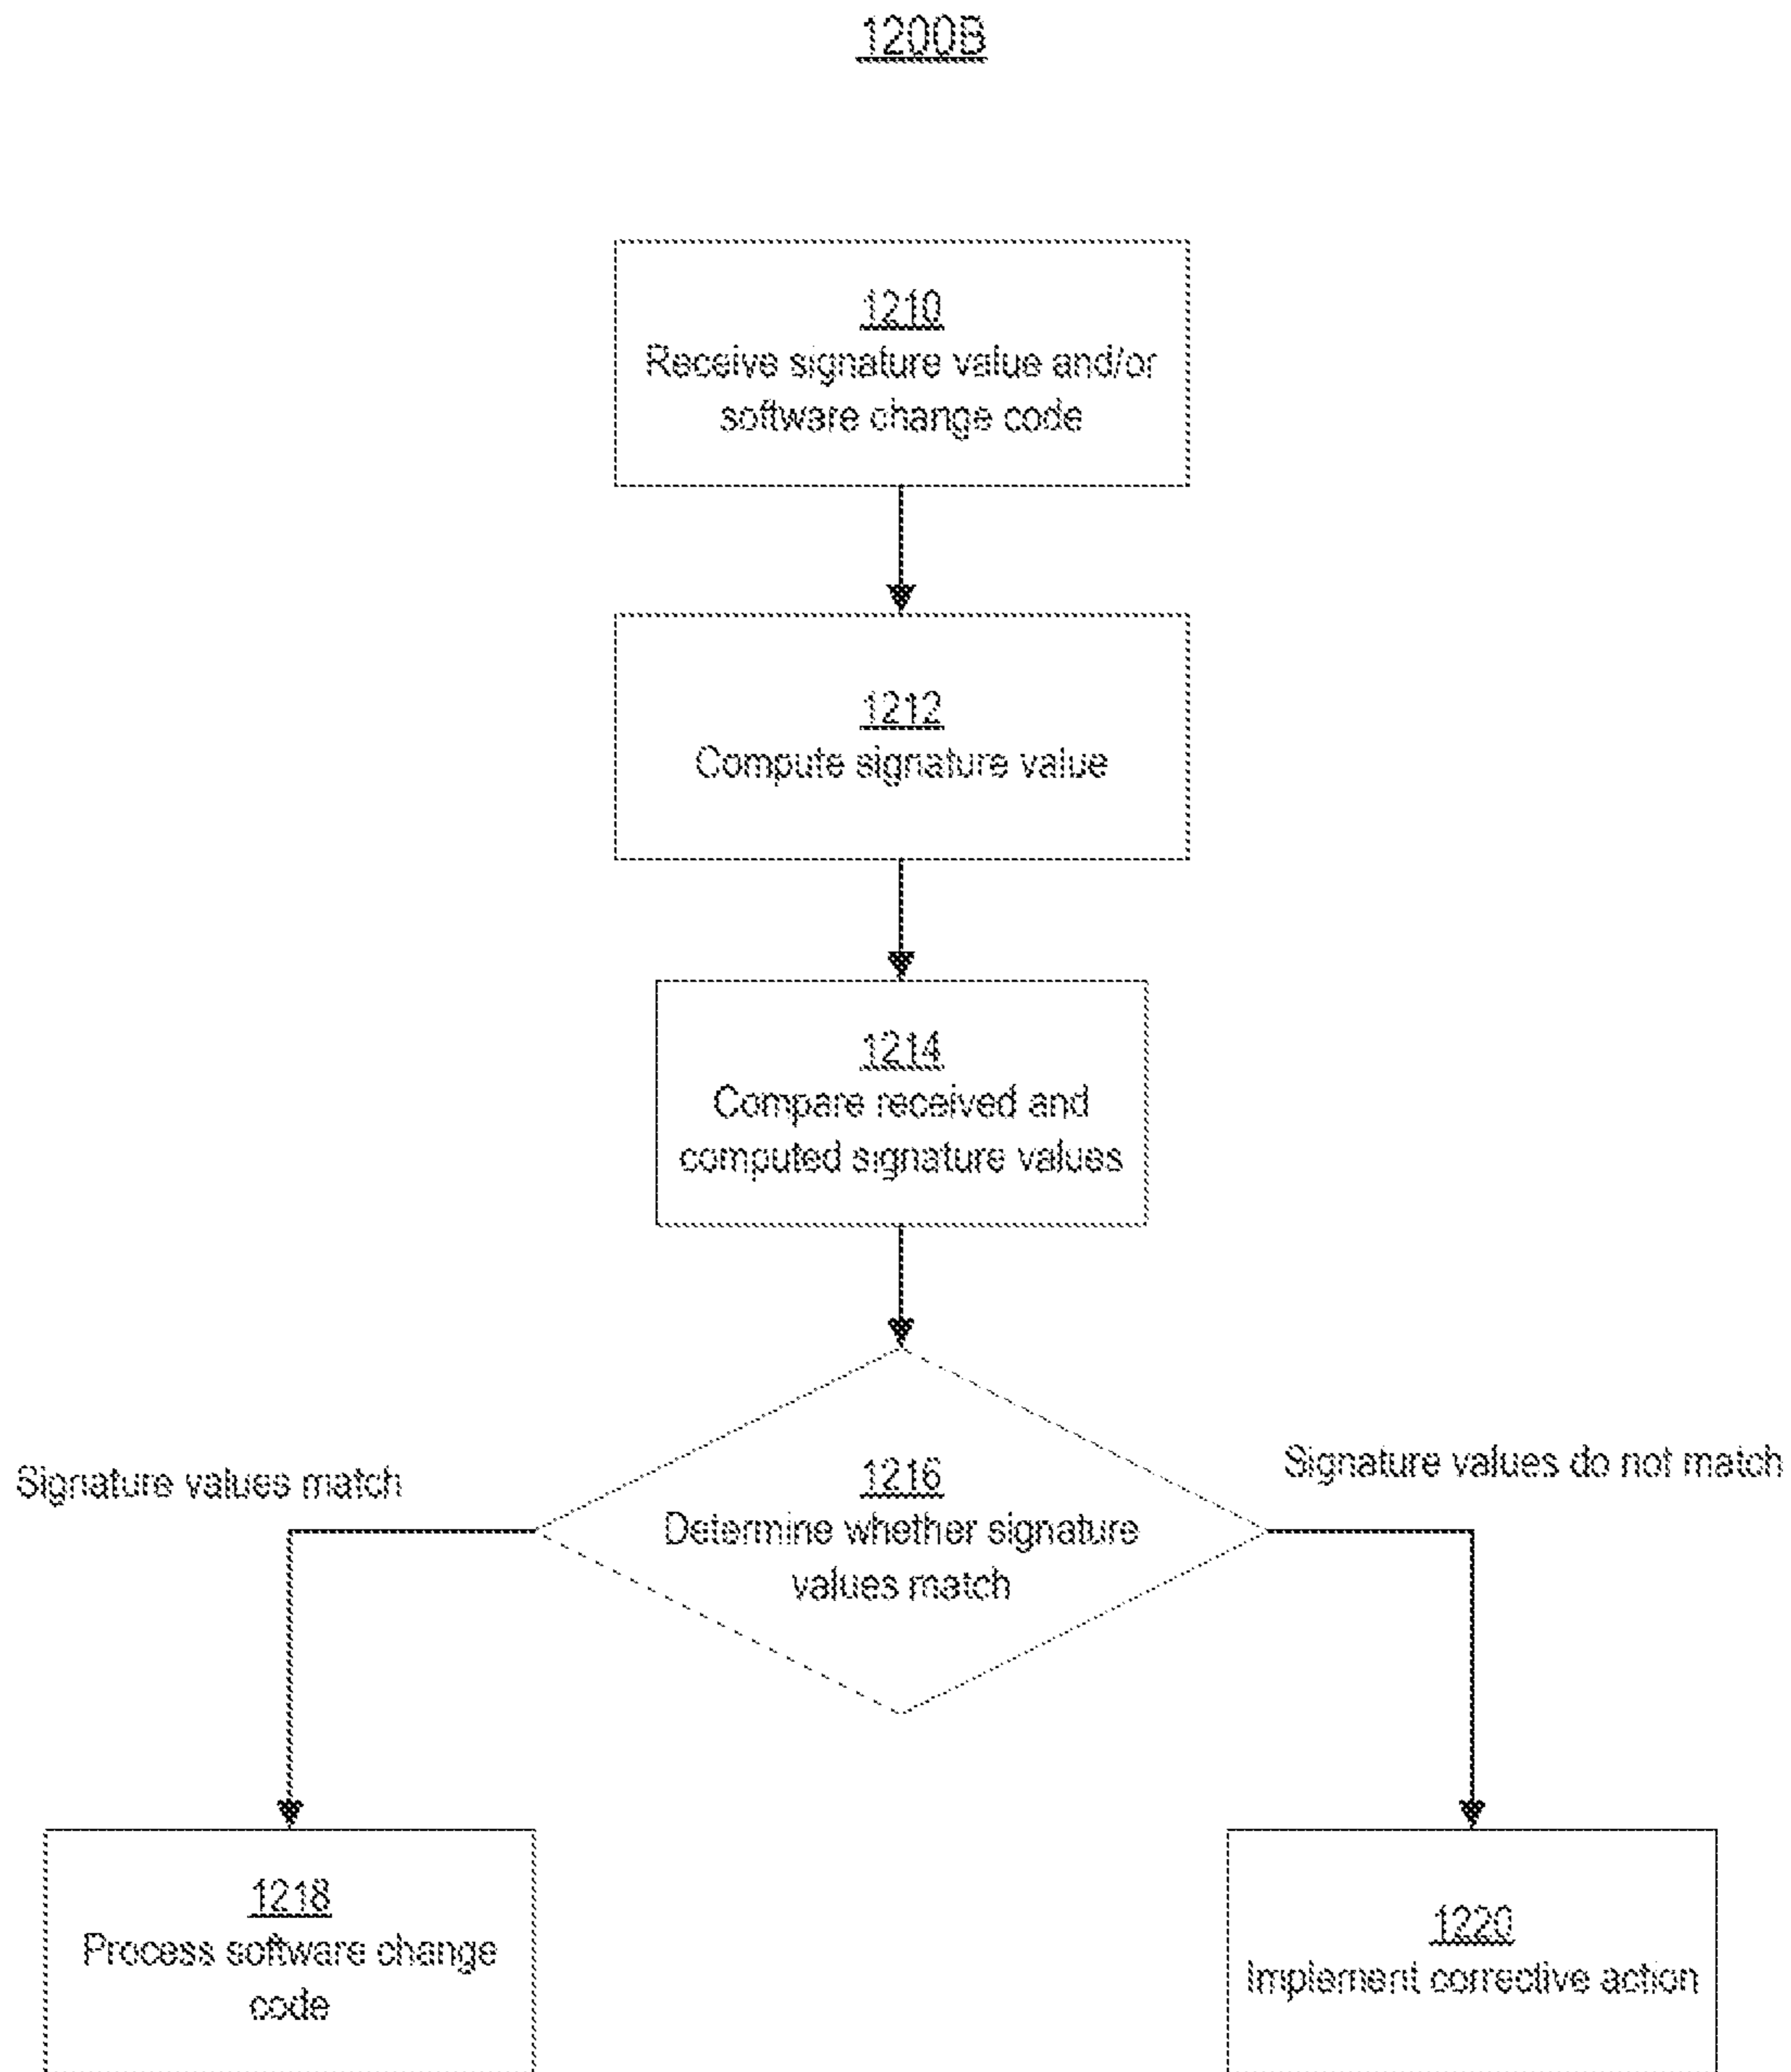 1200B
1210
Receive signature value and/or
software change code
1212
Compute signature value
1214
Compare received and
computed signature values
Signature values match
1216
Determine whether signature
values match
Signature values do not match
1218
Process software change
code
1220
Implement corrective action